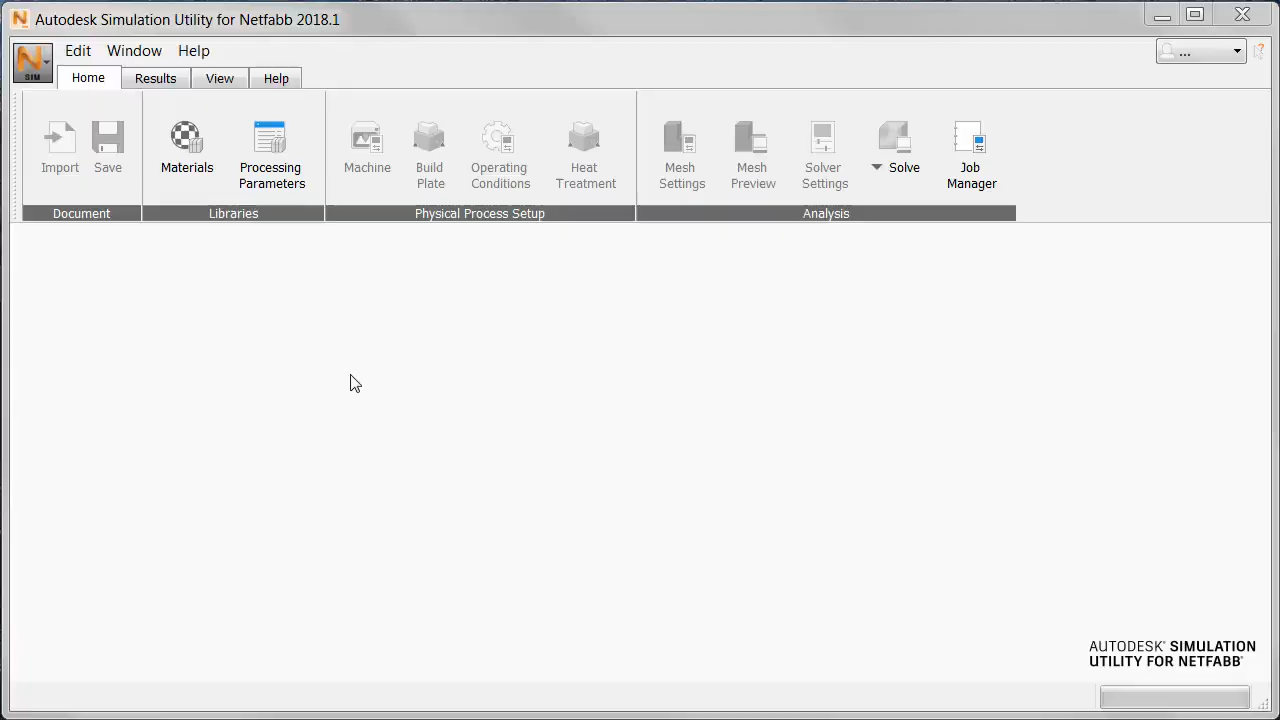 Autodesk Simulation Utility for Netfabb 2018.1
SIM
Edit Window Help
...
Home Results View Help
Import Save Materials Processing Parameters Machine Build Plate Operating Conditions Heat Treatment Mesh Settings Mesh Preview Solver Settings Solve Job Manager
Document Libraries Physical Process Setup Analysis
AUTODESK® SIMULATION
UTILITY FOR NETFABB®